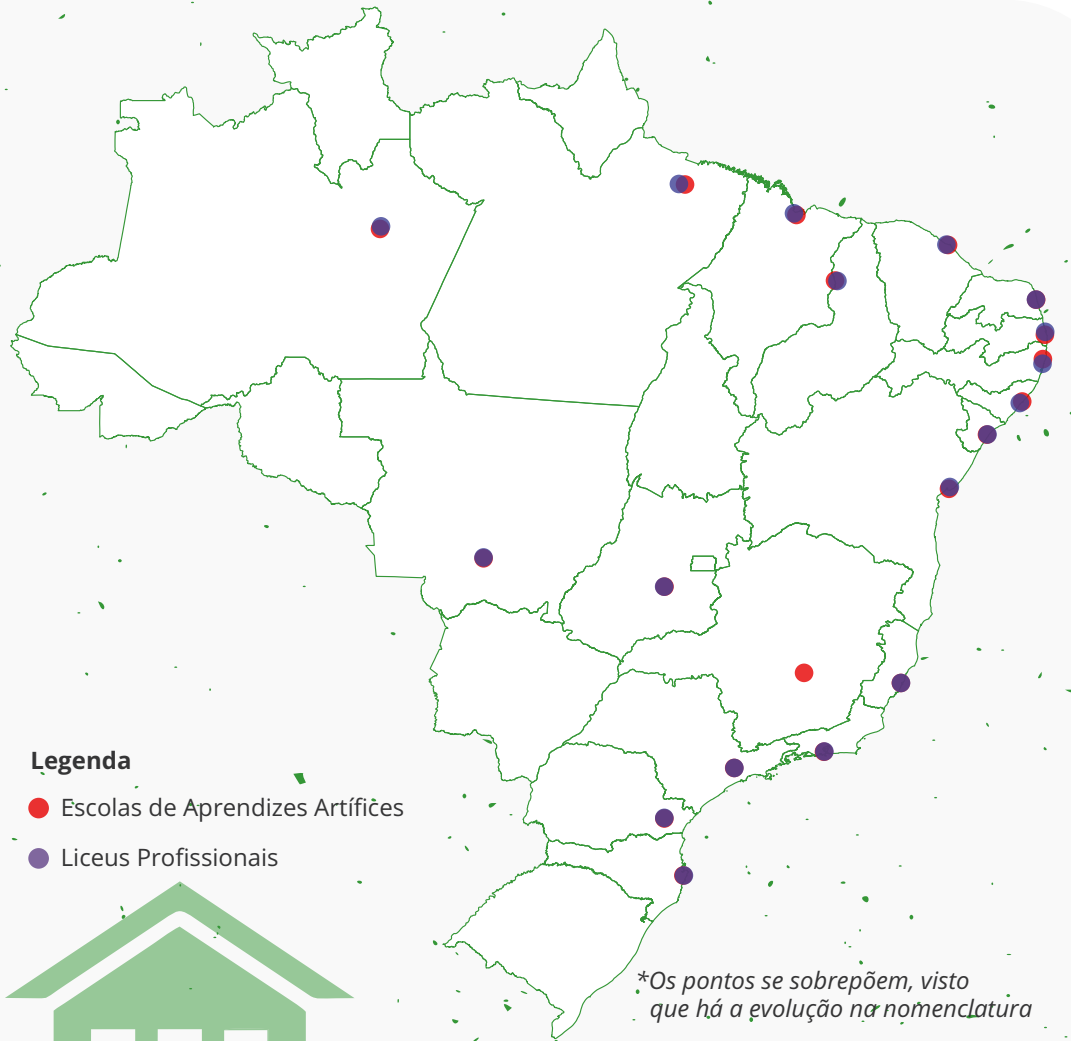 Legenda
Escolas de Aprendizes Artífices
Liceus Profissionais
*Os pontos se sobrepõem, visto
que há a evolução na nomenclatura